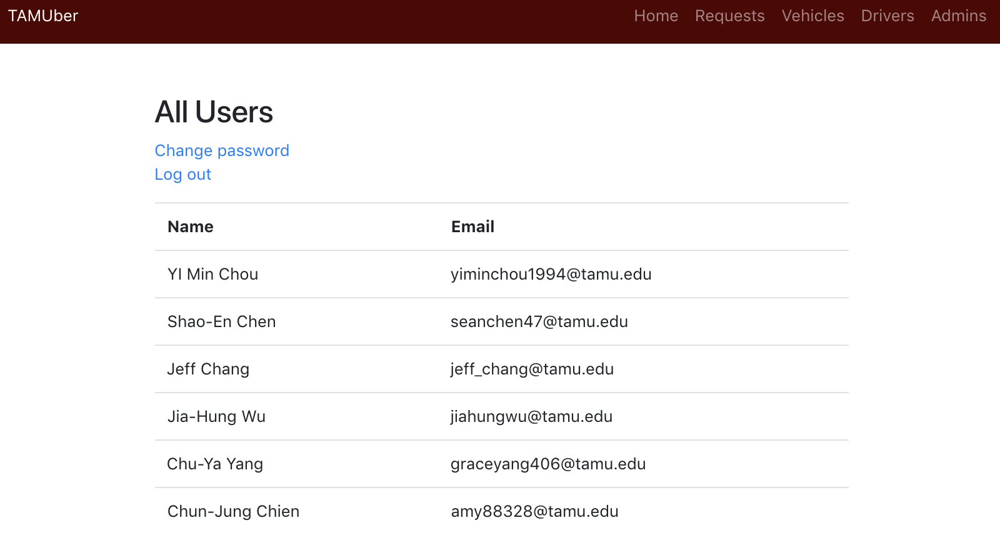 TAMUber Home Requests Vehicles Drivers Admins
All Users
Change password
Log out
Name Email
YI Min Chou yiminchou1994@tamu.edu
Shao-En Chen seanchen47@tamu.edu
Jeff Chang jeff_chang@tamu.edu
Jia-Hung Wu jiahungwu@tamu.edu
Chu-Ya Yang graceyang406@tamu.edu
Chun-Jung Chien amy88328@tamu.edu